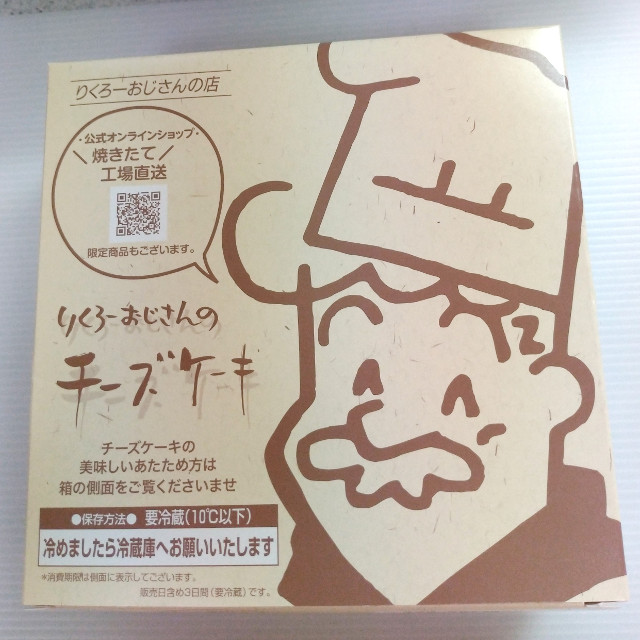 りくろーおじさんの店
・公式オンラインショップ・
＼焼きたて／
工場直送
限定商品もございます。
りくろーおじさんの
チーズケーキ
チーズケーキの
美味しいあたため方は
箱の側面をご覧くださいませ
●保存方法● 要冷蔵(10℃以下)
冷めましたら冷蔵庫へお願いいたします
*消費期限は側面に表示してございます。
販売日含め3日間(要冷蔵)です。